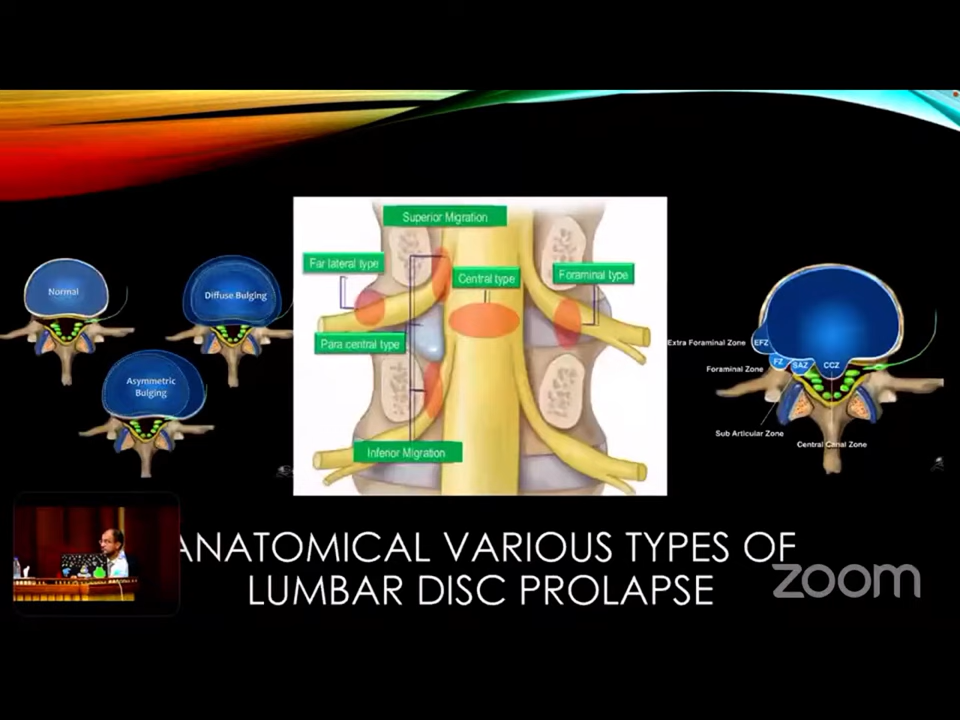 Superior Migration
Far lateral type
Central type
Foraminal type
Para central type
Inferior Migration
Normal
Diffuse Bulging
Asymmetric
Bulging
Extra Foraminal Zone
EFZ
FZ
SAZ
CCZ
Foraminal Zone
Sub Articular Zone
Central Canal Zone
ANATOMICAL VARIOUS TYPES OF
LUMBAR DISC PROLAPSE
zoom